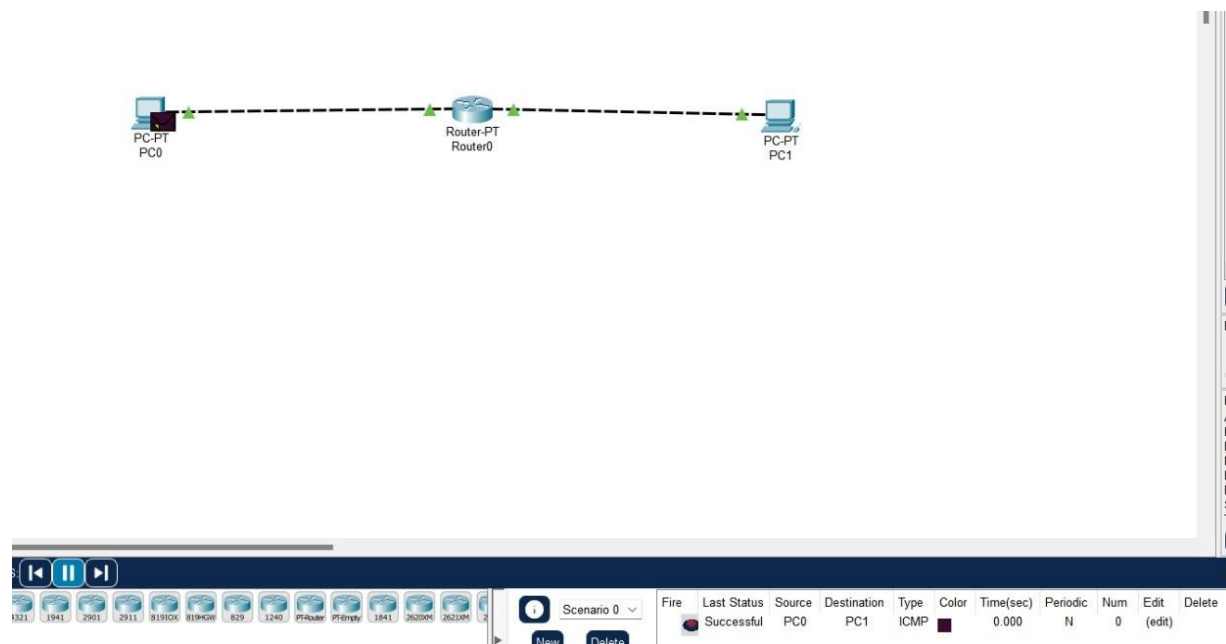 PC-PT
PC0
Router-PT
Router0
PC-PT
PC1
1941 2901 2911 819IOX 819HGW 829 1240 PT-Router PT-Empty 1841 2620XM 2621XM
Scenario 0
New Delete
Fire Last Status Source Destination Type Color Time(sec) Periodic Num Edit Delete
Successful PC0 PC1 ICMP 0.000 N 0 (edit)